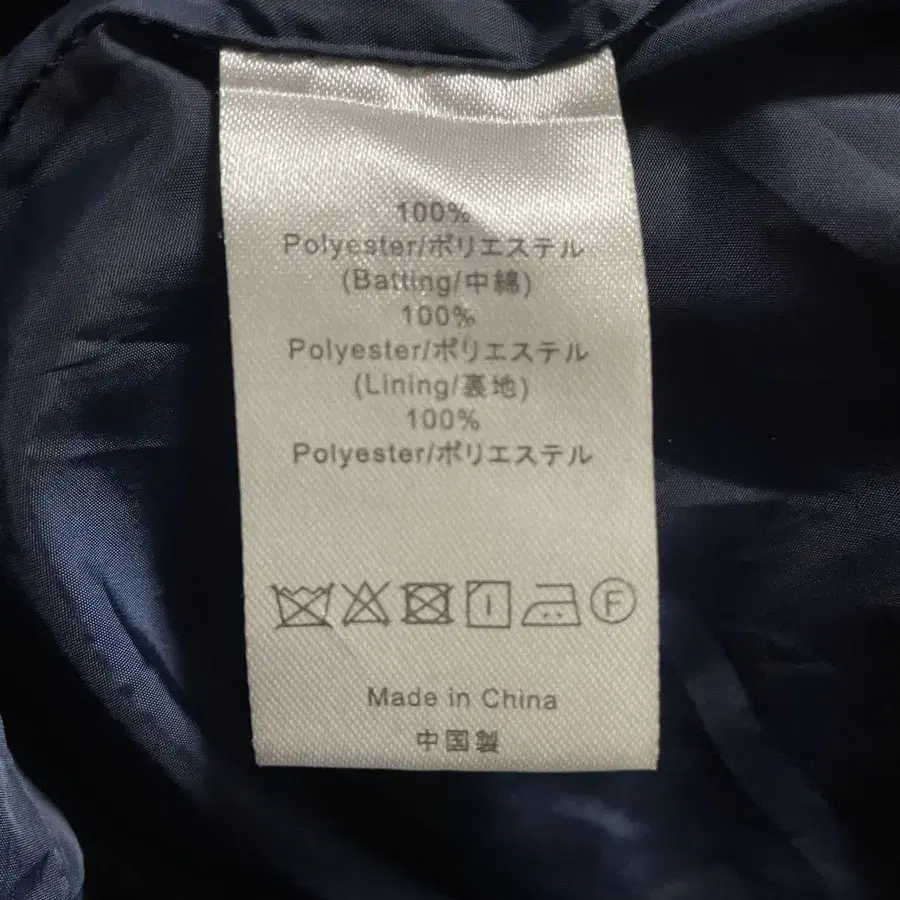 100%
Polyester/ポリエステル
(Batting/中綿)
100%
Polyester/ポリエステル
(Lining/裏地)
100%
Polyester/ポリエステル
F
Made in China
中国製